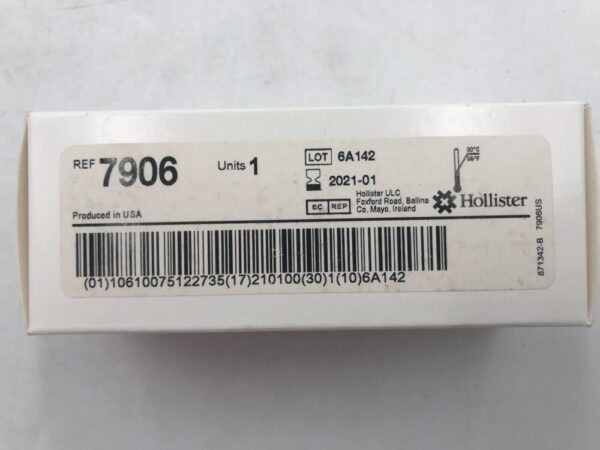 REF 7906
Units 1
LOT 6A142
2021-01
30°C
86°F
EC REP
Hollister ULC
Foxford Road, Ballina
Co. Mayo, Ireland
Hollister
Produced in USA
(01)10610075122735(17)210100(30)1(10)6A142
871342-B 7906US